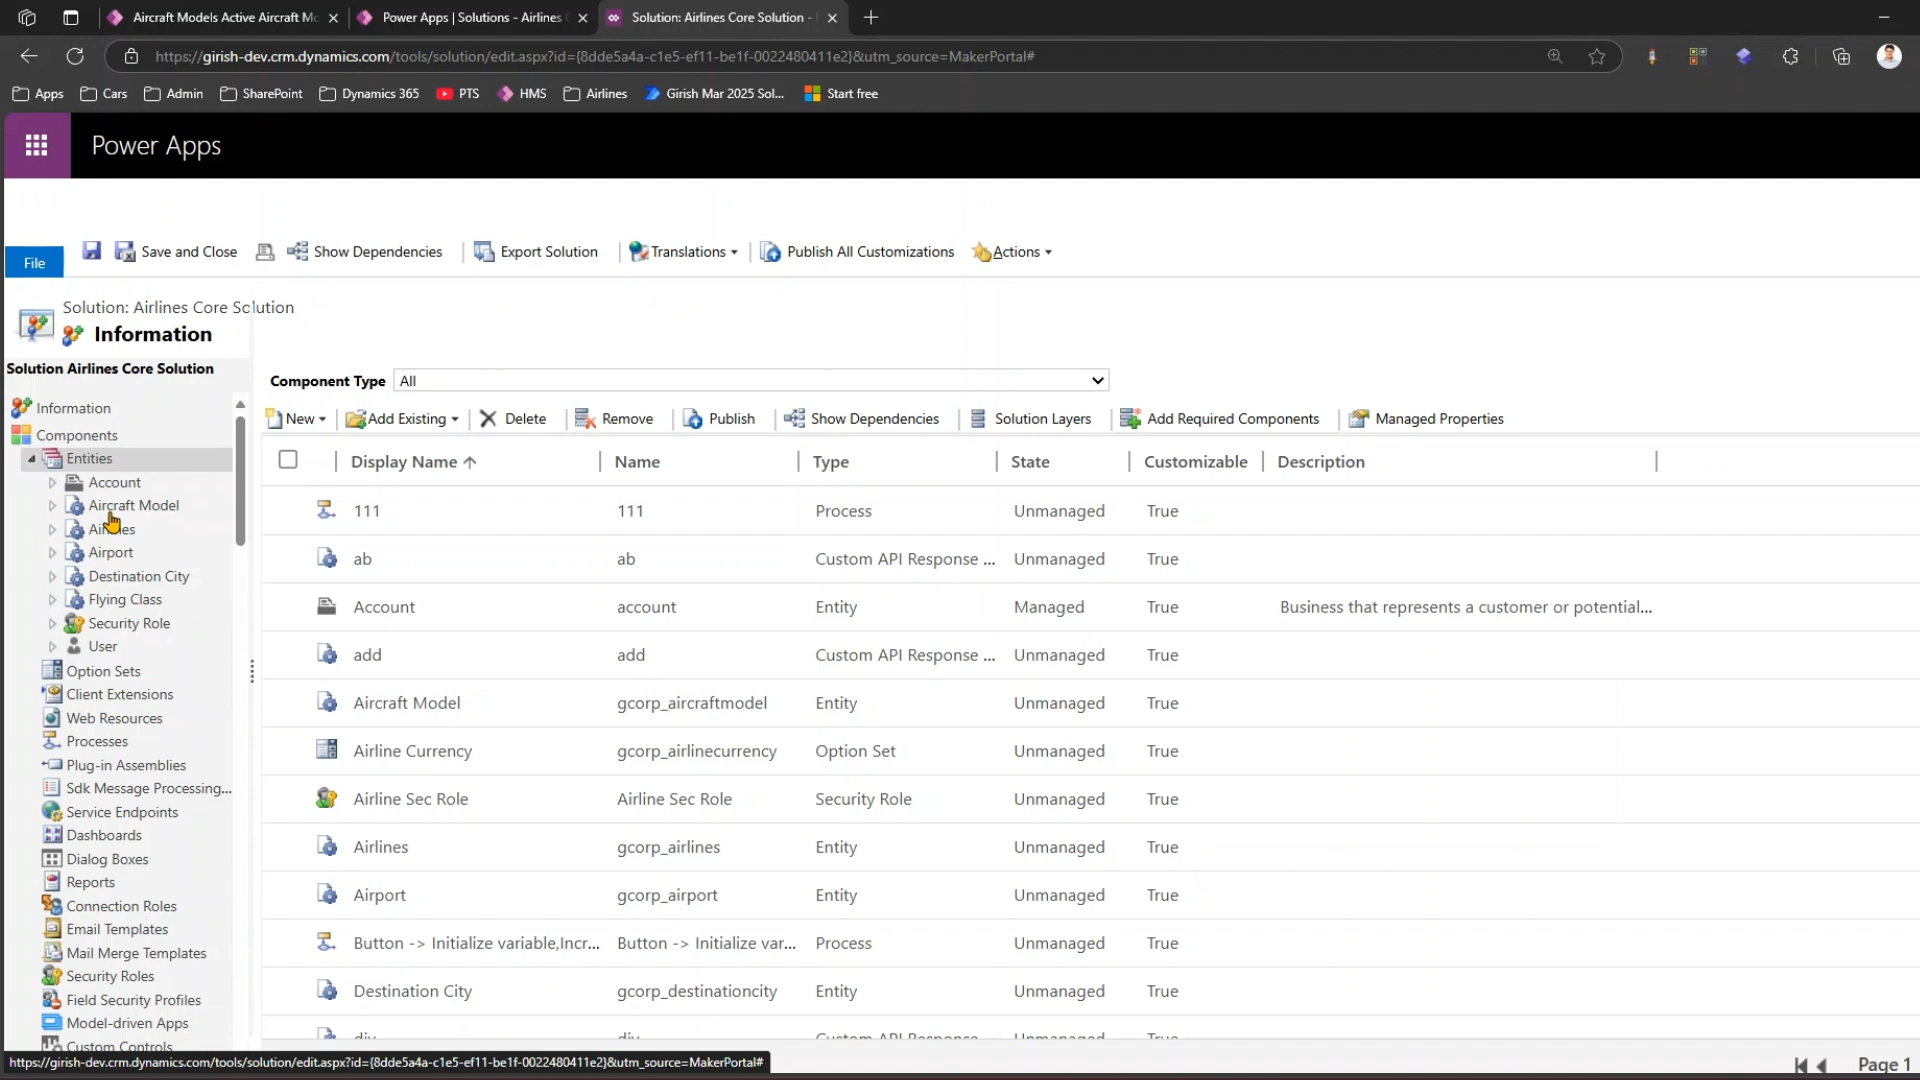 Aircraft Models Active Aircraft Mo
Power Apps | Solutions - Airlines
Solution: Airlines Core Solution -
https://girish-dev.crm.dynamics.com/tools/solution/edit.aspx?id={8dde5a4a-c1e5-ef11-be1f-0022480411e2}&utm_source=MakerPortal#
Apps Cars Admin SharePoint Dynamics 365 PTS HMS Airlines Girish Mar 2025 Sol... Start free
Power Apps
File Save and Close Show Dependencies Export Solution Translations Publish All Customizations Actions
Solution: Airlines Core Solution
Information
Solution Airlines Core Solution
Information
Components
Entities
Account
Aircraft Model
Airlines
Airport
Destination City
Flying Class
Security Role
User
Option Sets
Client Extensions
Web Resources
Processes
Plug-in Assemblies
Sdk Message Processing...
Service Endpoints
Dashboards
Dialog Boxes
Reports
Connection Roles
Email Templates
Mail Merge Templates
Security Roles
Field Security Profiles
Model-driven Apps
Custom Controls
Component Type All
New Add Existing Delete Remove Publish Show Dependencies Solution Layers Add Required Components Managed Properties
Display Name Name Type State Customizable Description
111 111 Process Unmanaged True
ab ab Custom API Response ... Unmanaged True
Account account Entity Managed True Business that represents a customer or potential...
add add Custom API Response ... Unmanaged True
Aircraft Model gcorp_aircraftmodel Entity Unmanaged True
Airline Currency gcorp_airlinecurrency Option Set Unmanaged True
Airline Sec Role Airline Sec Role Security Role Unmanaged True
Airlines gcorp_airlines Entity Unmanaged True
Airport gcorp_airport Entity Unmanaged True
Button -> Initialize variable,Incr... Button -> Initialize var... Process Unmanaged True
Destination City gcorp_destinationcity Entity Unmanaged True
div div Custom API Response Unmanaged True
https://girish-dev.crm.dynamics.com/tools/solution/edit.aspx?id={8dde5a4a-c1e5-ef11-be1f-0022480411e2}&utm_source=MakerPortal#
Page 1